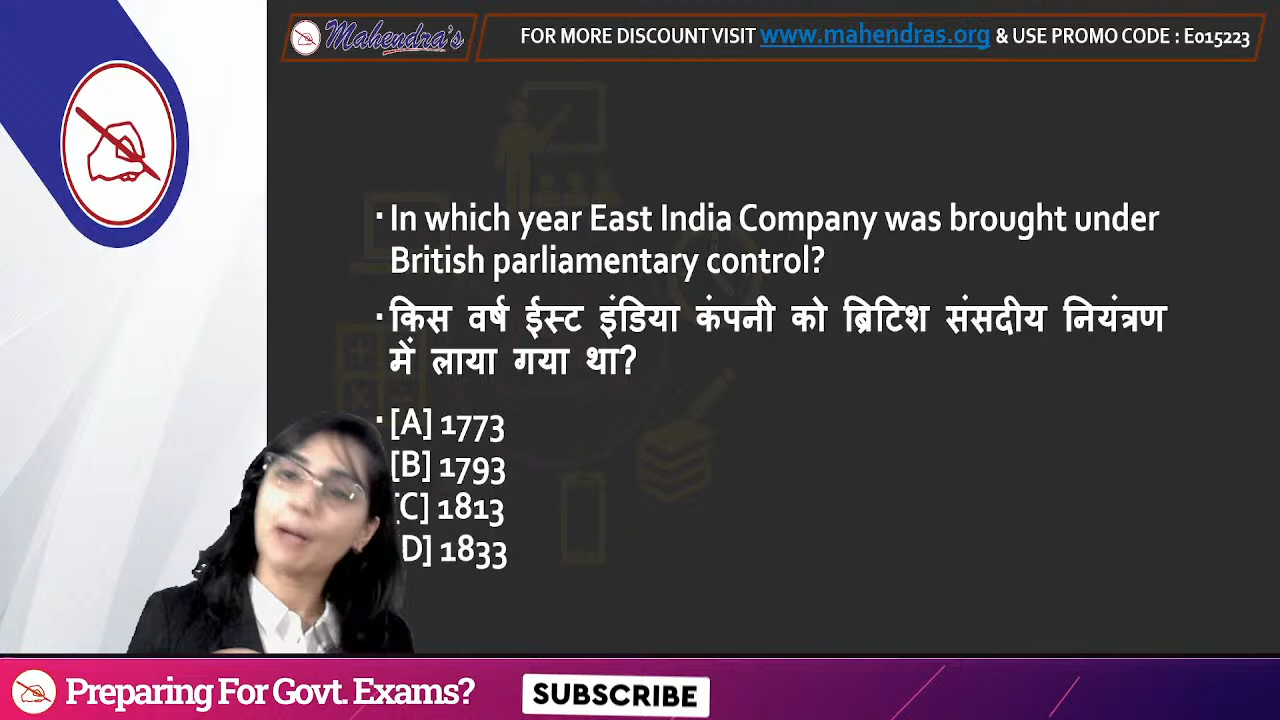 Mahendra's
FOR MORE DISCOUNT VISIT www.mahendras.org & USE PROMO CODE : E015223
· In which year East India Company was brought under
British parliamentary control?
· किस वर्ष ईस्ट इंडिया कंपनी को ब्रिटिश संसदीय नियंत्रण
में लाया गया था?
· [A] 1773
[B] 1793
[C] 1813
D] 1833
Preparing For Govt. Exams?
SUBSCRIBE